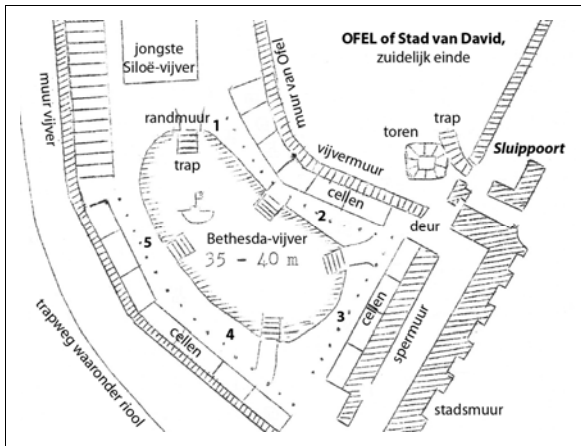 jongste
Siloë-vijver
OFEL of Stad van David,
zuidelijk einde
muur vijver
muur van Ofel
randmuur
1
trap
toren
trap
Sluippoort
vijvermuur
cellen
2
deur
Bethesda-vijver
35 - 40 m
5
3
cellen
4
cellen
spermuur
trapweg waaronder riool
stadsmuur